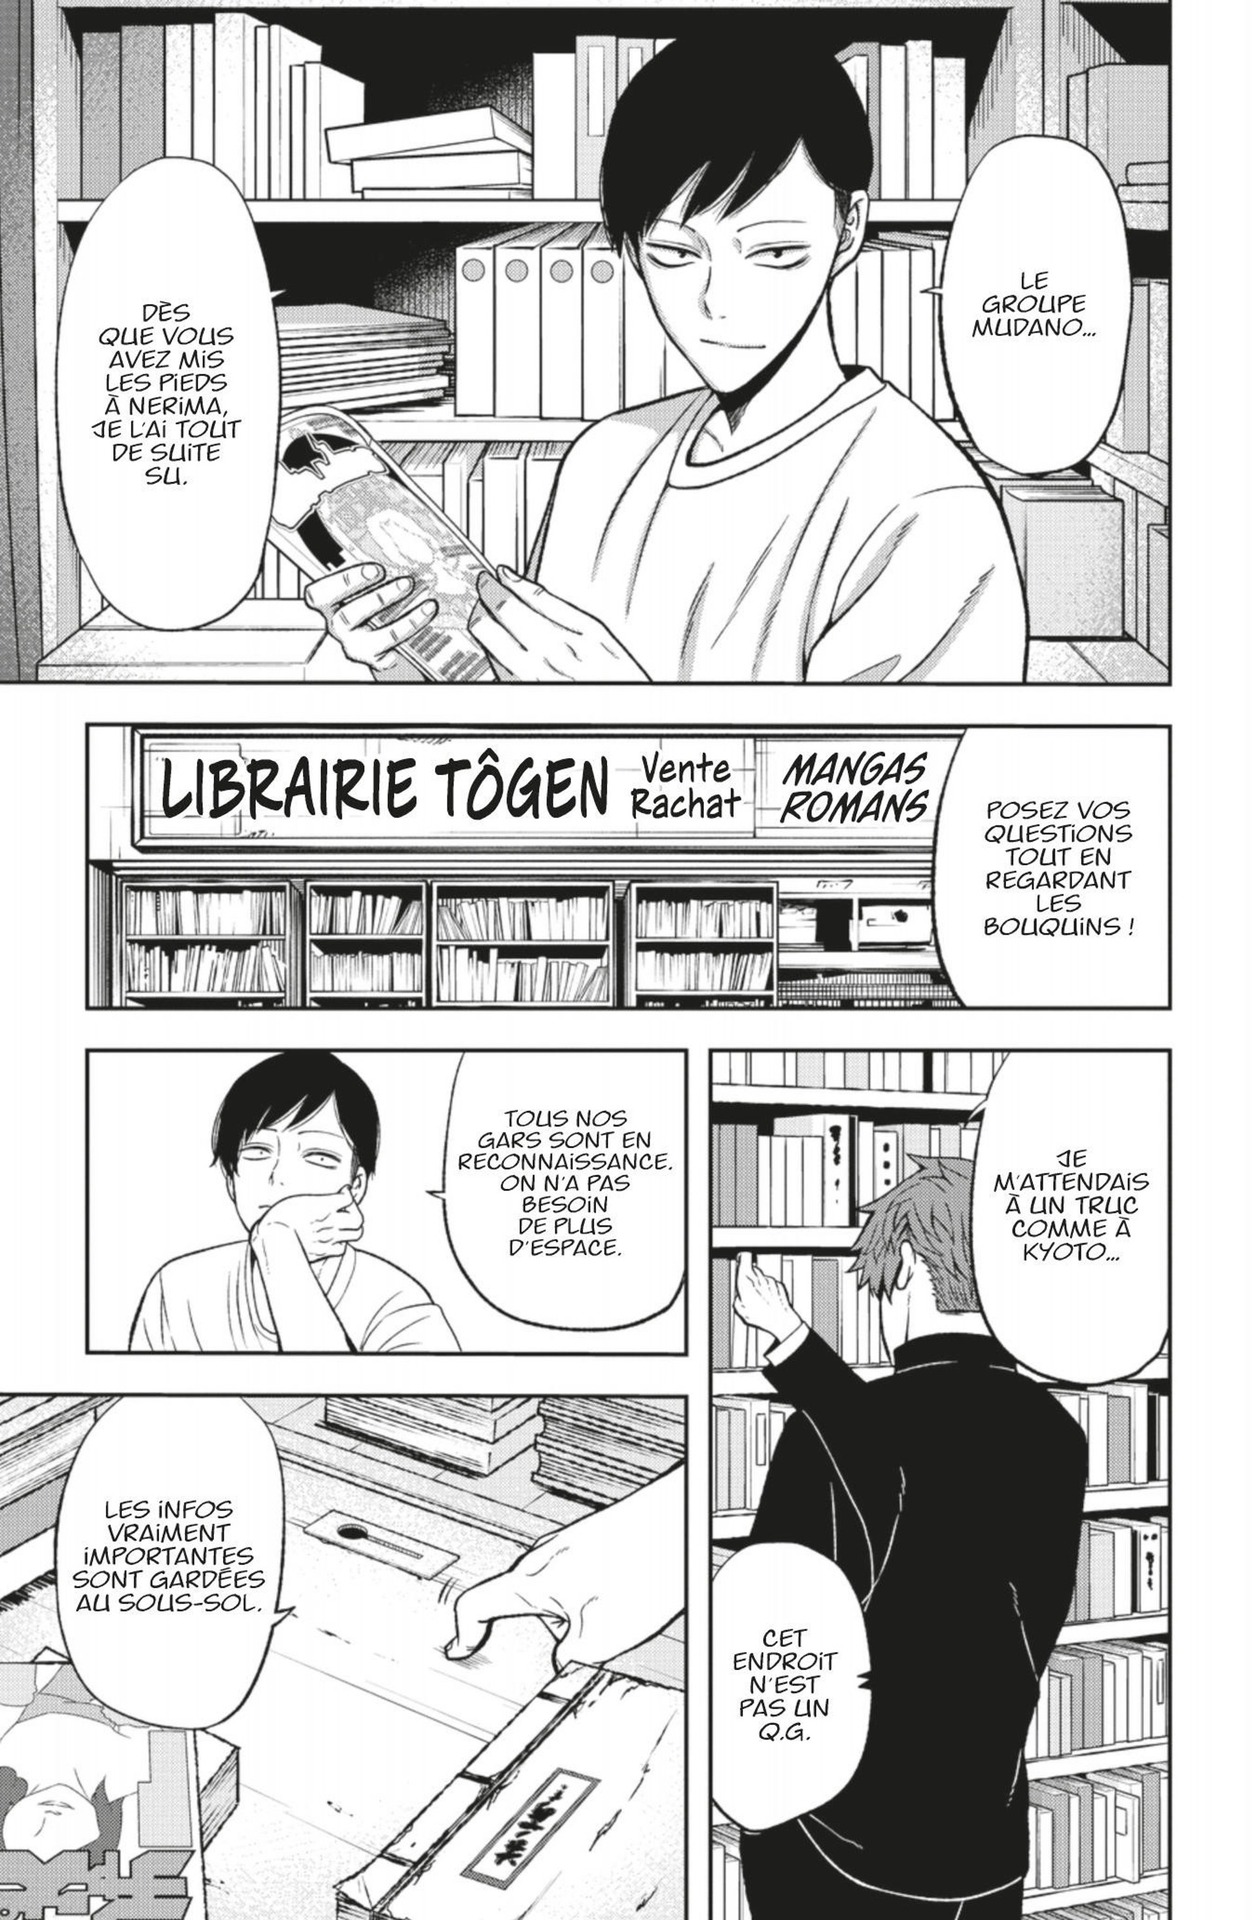 LE
GROUPE
MUDANO...
DÈS
QUE VOUS
AVEZ MIS
LES PIEDS
À NERIMA,
JE L'AI TOUT
DE SUITE
SU.
POSEZ VOS
QUESTIONS
TOUT EN
REGARDANT
LES
BOUQUINS !
LIBRAIRIE TÔGEN
Vente
Rachat
MANGAS
ROMANS
JE
M'ATTENDAIS
À UN TRUC
COMME À
KYOTO...
CET
ENDROIT
N'EST
PAS UN
Q.G.
TOUS NOS
GARS SONT EN
RECONNAISSANCE.
ON N'A PAS
BESOIN
DE PLUS
D'ESPACE.
LES INFOS
VRAIMENT
IMPORTANTES
SONT GARDÉES
AU SOUS-SOL.